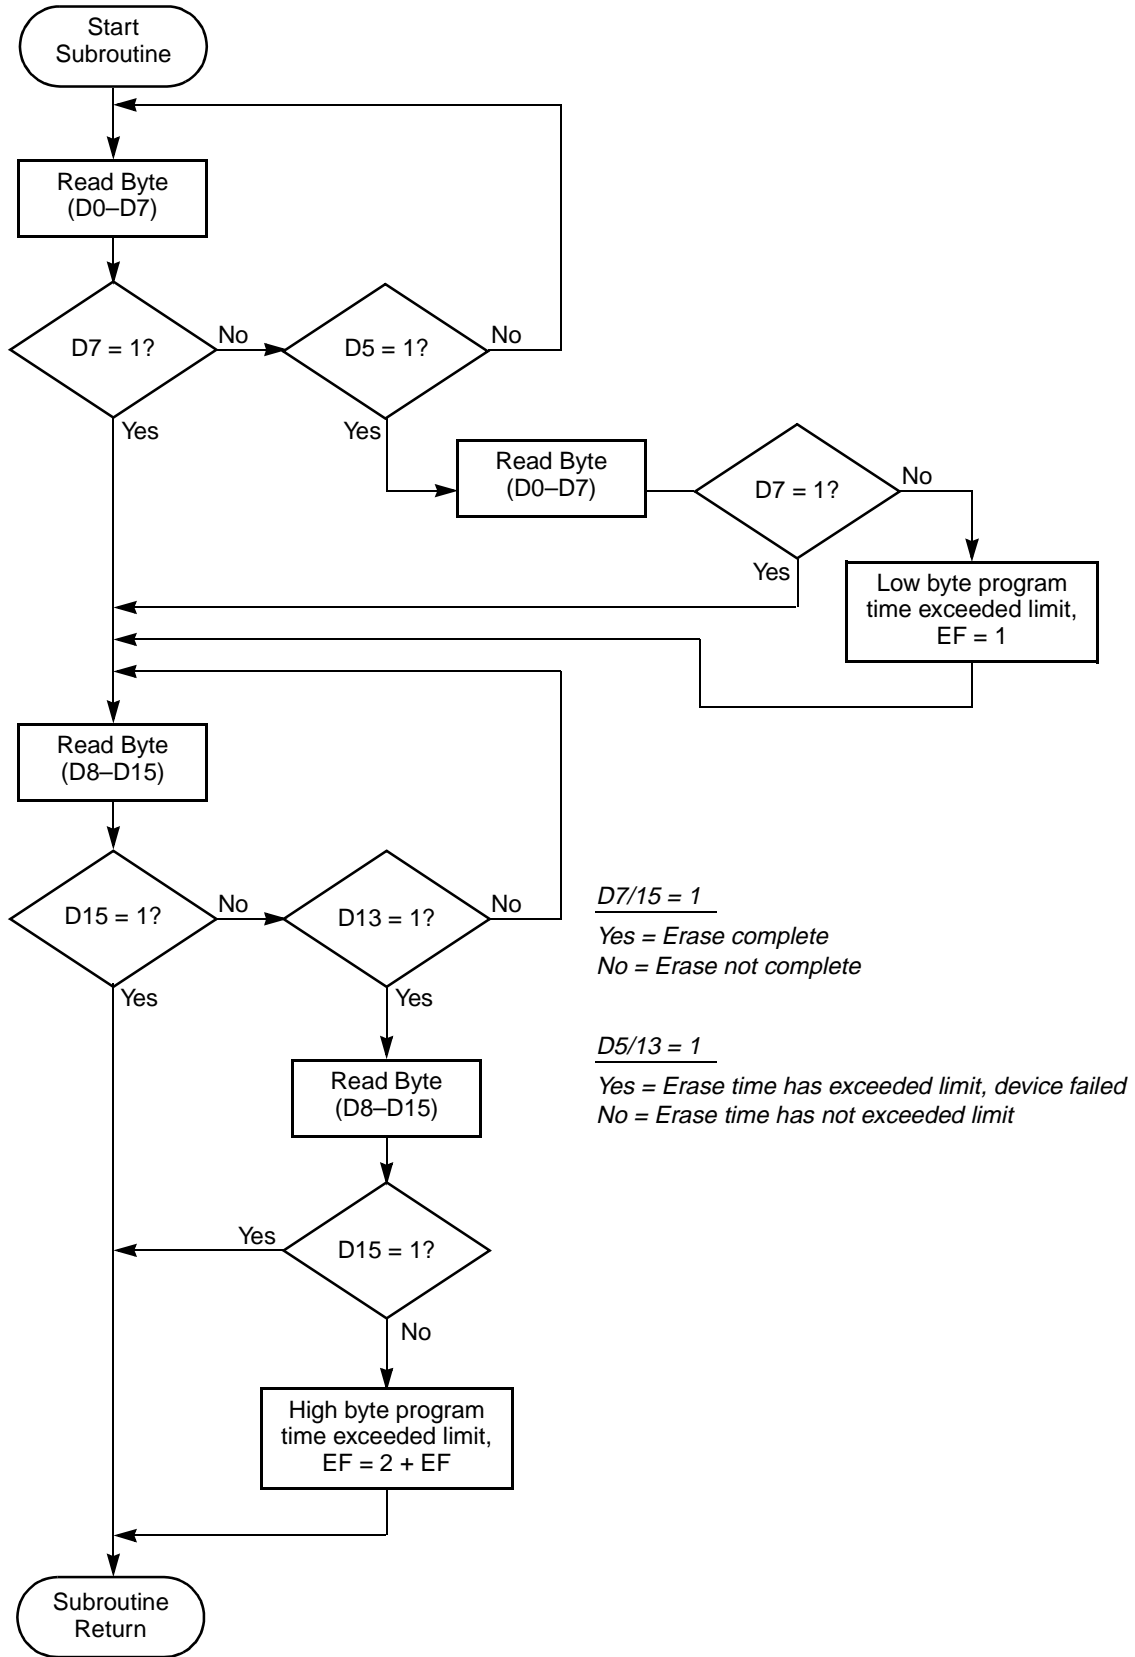 Start
Subroutine
Read Byte
(D0–D7)
D7 = 1?
No
D5 = 1?
No
Yes
Yes
Read Byte
(D0–D7)
D7 = 1?
No
Yes
Low byte program
time exceeded limit,
EF = 1
Read Byte
(D8–D15)
D15 = 1?
No
D13 = 1?
No
Yes
Yes
D7/15 = 1
Yes = Erase complete
No = Erase not complete
D5/13 = 1
Yes = Erase time has exceeded limit, device failed
No = Erase time has not exceeded limit
Read Byte
(D8–D15)
Yes
D15 = 1?
No
High byte program
time exceeded limit,
EF = 2 + EF
Subroutine
Return